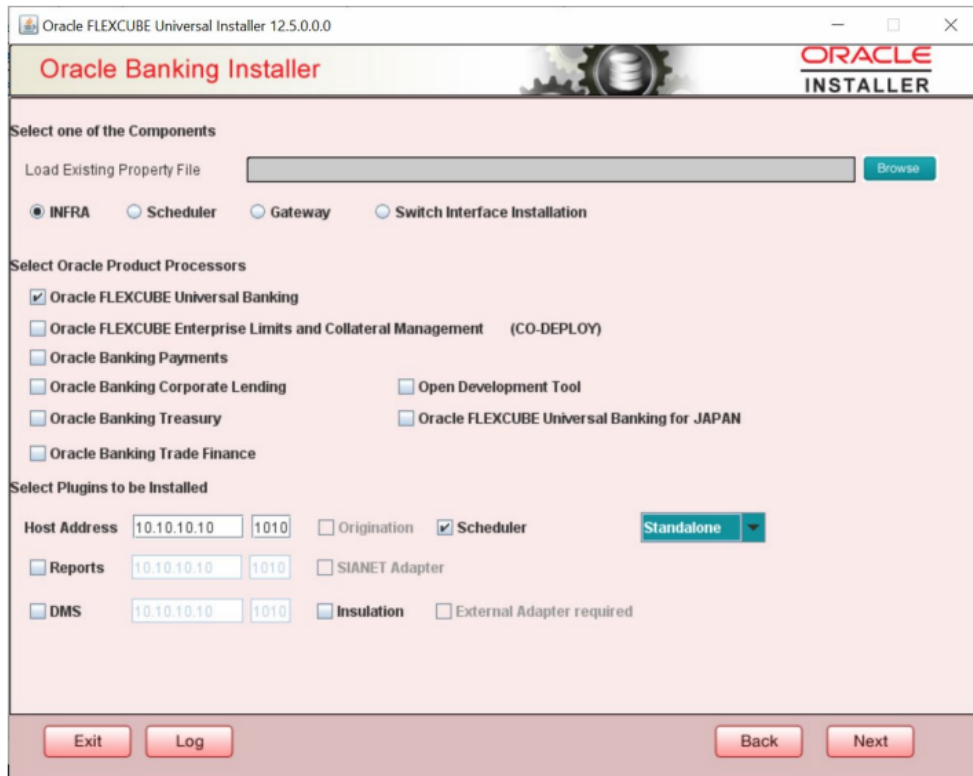 Oracle FLEXCUBE Universal Installer 12.5.0.0.0
Oracle Banking Installer
ORACLE
INSTALLER
Select one of the Components
Load Existing Property File Browse
INFRA Scheduler Gateway Switch Interface Installation
Select Oracle Product Processors
Oracle FLEXCUBE Universal Banking
Oracle FLEXCUBE Enterprise Limits and Collateral Management (CO-DEPLOY)
Oracle Banking Payments
Oracle Banking Corporate Lending Open Development Tool
Oracle Banking Treasury Oracle FLEXCUBE Universal Banking for JAPAN
Oracle Banking Trade Finance
Select Plugins to be Installed
Host Address 10.10.10.10 1010 Origination Scheduler Standalone
Reports 10.10.10.10 1010 SIANET Adapter
DMS 10.10.10.10 1010 Insulation External Adapter required
Exit Log Back Next